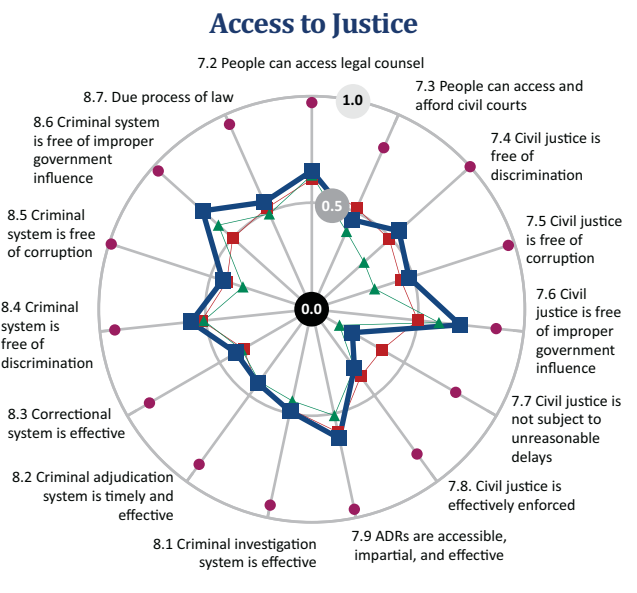 Access to Justice
7.2 People can access legal counsel
7.3 People can access and
afford civil courts
7.4 Civil justice is
free of
discrimination
7.5 Civil justice
is free of
corruption
7.6 Civil
justice is free
of improper
government
influence
7.7 Civil justice is
not subject to
unreasonable
delays
7.8. Civil justice is
effectively enforced
7.9 ADRs are accessible,
impartial, and effective
8.1 Criminal investigation
system is effective
8.2 Criminal adjudication
system is timely and
effective
8.3 Correctional
system is effective
8.4 Criminal
system is
free of
discrimination
8.5 Criminal
system is free
of corruption
8.6 Criminal system
is free of improper
government
influence
8.7. Due process of law
1.0
0.5
0.0